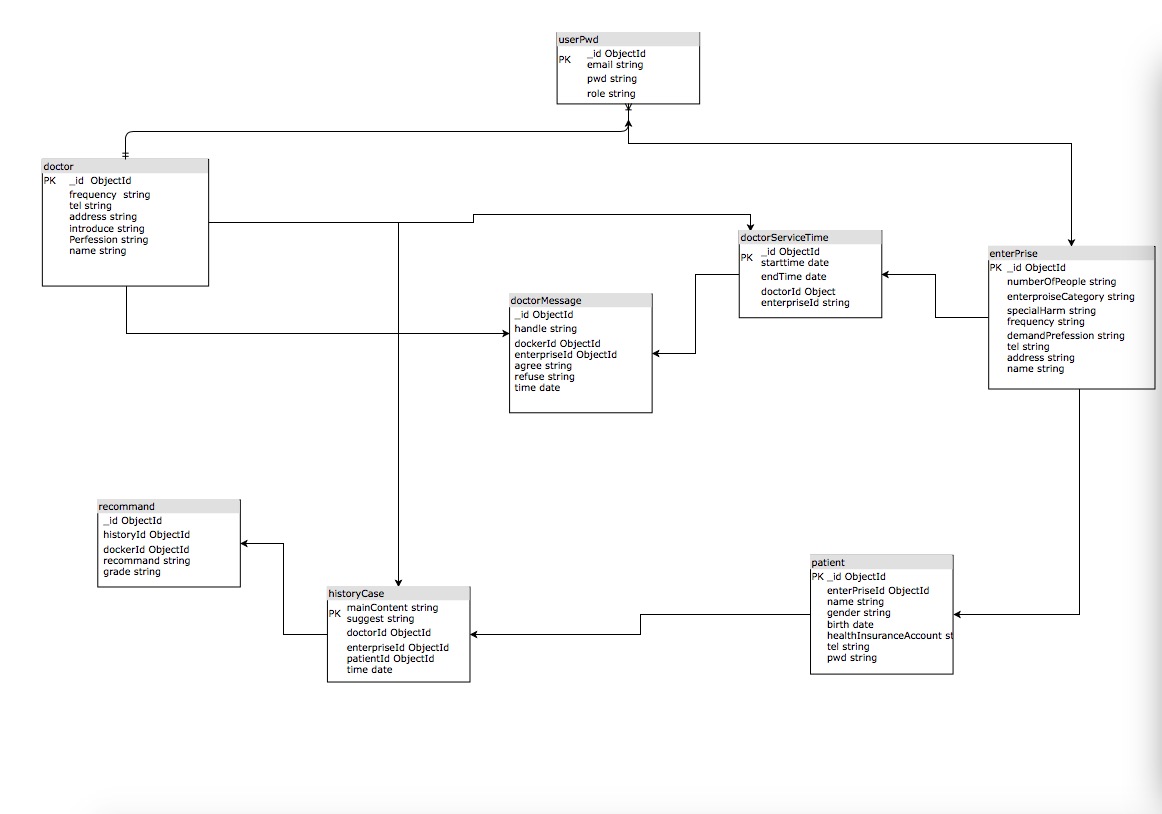 userPwd
PK
_id ObjectId
email string
pwd string
role string
doctor
PK _id ObjectId
frequency string
tel string
address string
introduce string
Perfession string
name string
doctorServiceTime
PK
_id ObjectId
starttime date
endTime date
doctorId Object
enterpriseId string
enterPrise
PK _id ObjectId
numberOfPeople string
enterproiseCategory string
specialHarm string
frequency string
demandPrefession string
tel string
address string
name string
doctorMessage
_id ObjectId
handle string
dockerId ObjectId
enterpriseId ObjectId
agree string
refuse string
time date
recommand
_id ObjectId
historyId ObjectId
dockerId ObjectId
recommand string
grade string
historyCase
PK
mainContent string
suggest string
doctorId ObjectId
enterpriseId ObjectId
patientId ObjectId
time date
patient
PK _id ObjectId
enterPriseId ObjectId
name string
gender string
birth date
healthInsuranceAccount st
tel string
pwd string